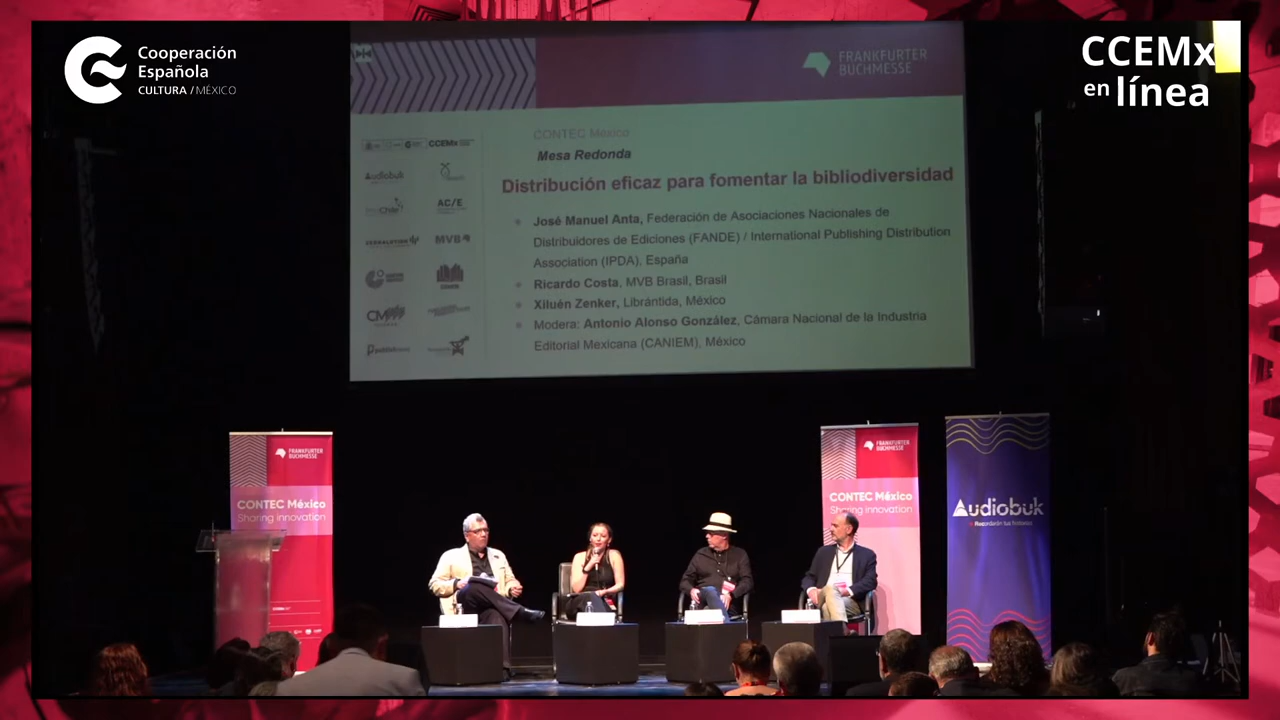 Cooperación
Española
CULTURA / MÉXICO
CCEMx
en línea
FRANKFURTER
BUCHMESSE
CONTEC México
Mesa Redonda
Distribución eficaz para fomentar la bibliodiversidad
José Manuel Anta, Federación de Asociaciones Nacionales de
Distribuidores de Ediciones (FANDE) / International Publishing Distribution
Association (IPDA), España
Ricardo Costa, MVB Brasil, Brasil
Xiluén Zenker, Librántida, México
Modera: Antonio Alonso González, Cámara Nacional de la Industria
Editorial Mexicana (CANIEM), México
CCEMx
Audiobuk
AC/E
MVB
FRANKFURTER
BUCHMESSE
CONTEC México
Sharing innovation
FRANKFURTER
BUCHMESSE
CONTEC México
Sharing innovation
Audiobuk